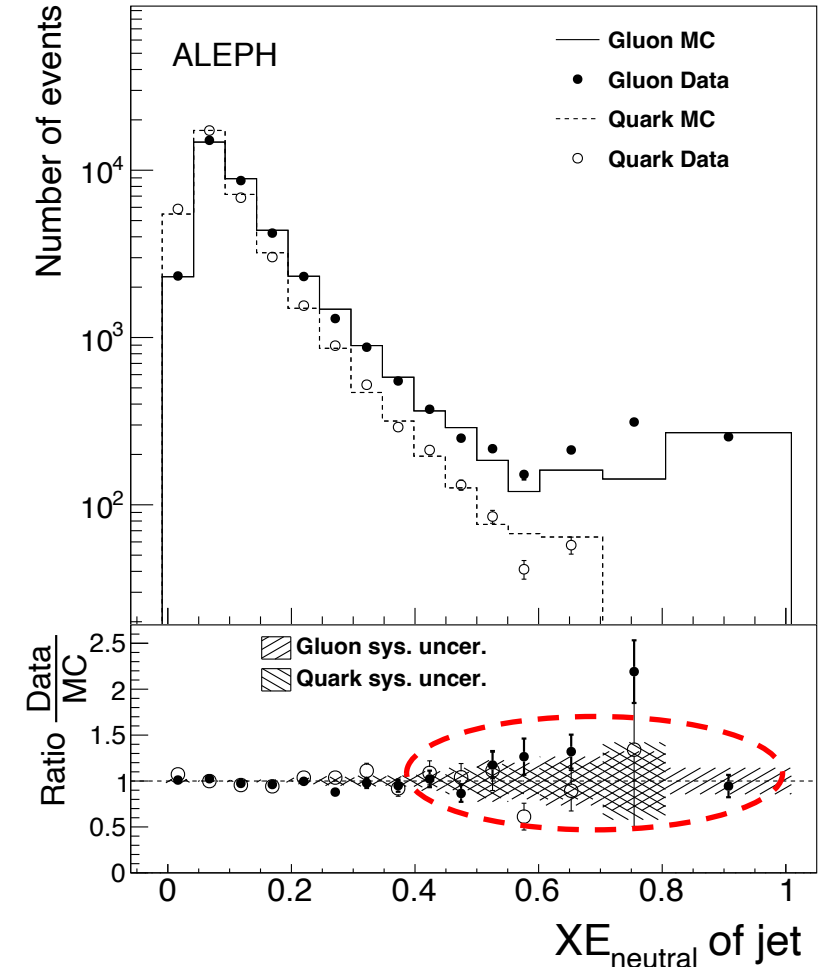 Number of events
ALEPH
Gluon MC
Gluon Data
Quark MC
Quark Data
10^4
10^3
10^2
Ratio Data/MC
Gluon sys. uncer.
Quark sys. uncer.
2.5
2
1.5
1
0.5
0
0 0.2 0.4 0.6 0.8 1
XE_neutral of jet